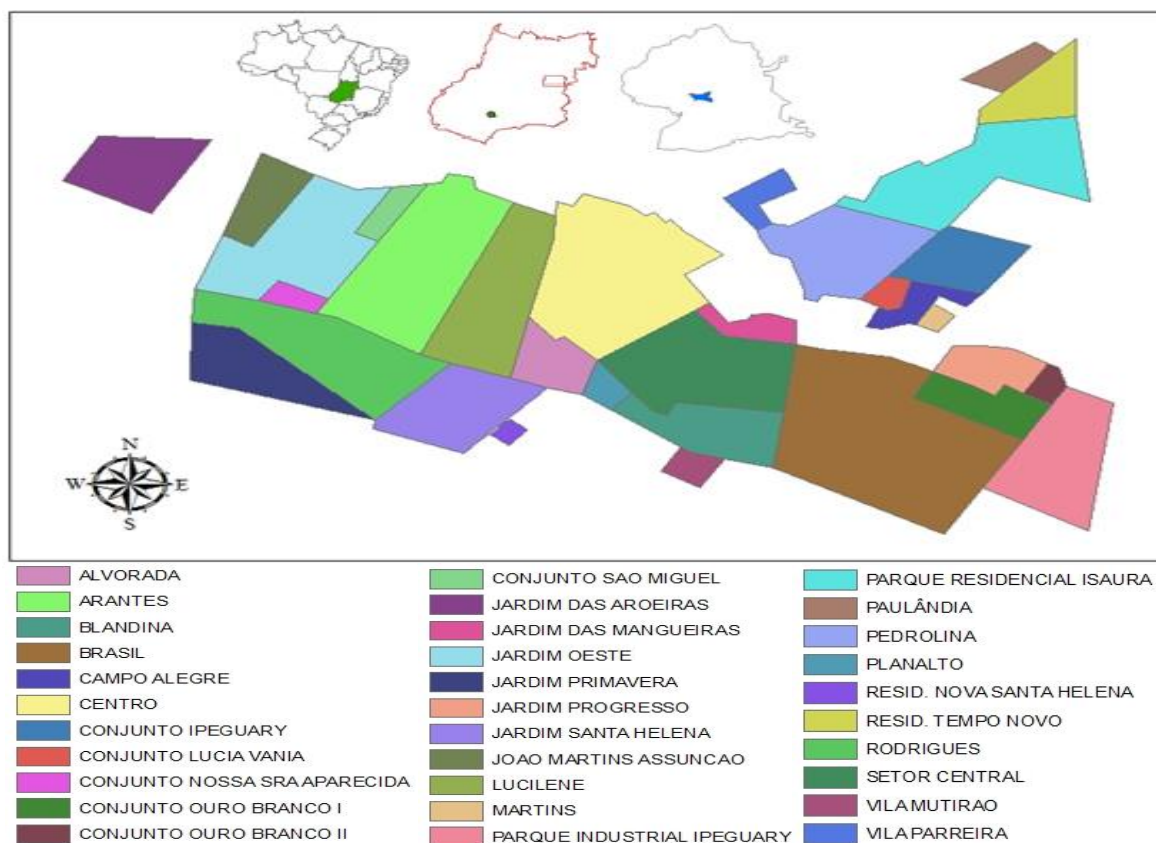 N
W E
S
ALVORADA
ARANTES
BLANDINA
BRASIL
CAMPO ALEGRE
CENTRO
CONJUNTO IPEGUARY
CONJUNTO LUCIA VANIA
CONJUNTO NOSSA SRA APARECIDA
CONJUNTO OURO BRANCO I
CONJUNTO OURO BRANCO II
CONJUNTO SAO MIGUEL
JARDIM DAS AROEIRAS
JARDIM DAS MANGUEIRAS
JARDIM OESTE
JARDIM PRIMAVERA
JARDIM PROGRESSO
JARDIM SANTA HELENA
JOAO MARTINS ASSUNCAO
LUCILENE
MARTINS
PARQUE INDUSTRIAL IPEGUARY
PARQUE RESIDENCIAL ISAURA
PAULÂNDIA
PEDROLINA
PLANALTO
RESID. NOVA SANTA HELENA
RESID. TEMPO NOVO
RODRIGUES
SETOR CENTRAL
VILA MUTIRAO
VILA PARREIRA